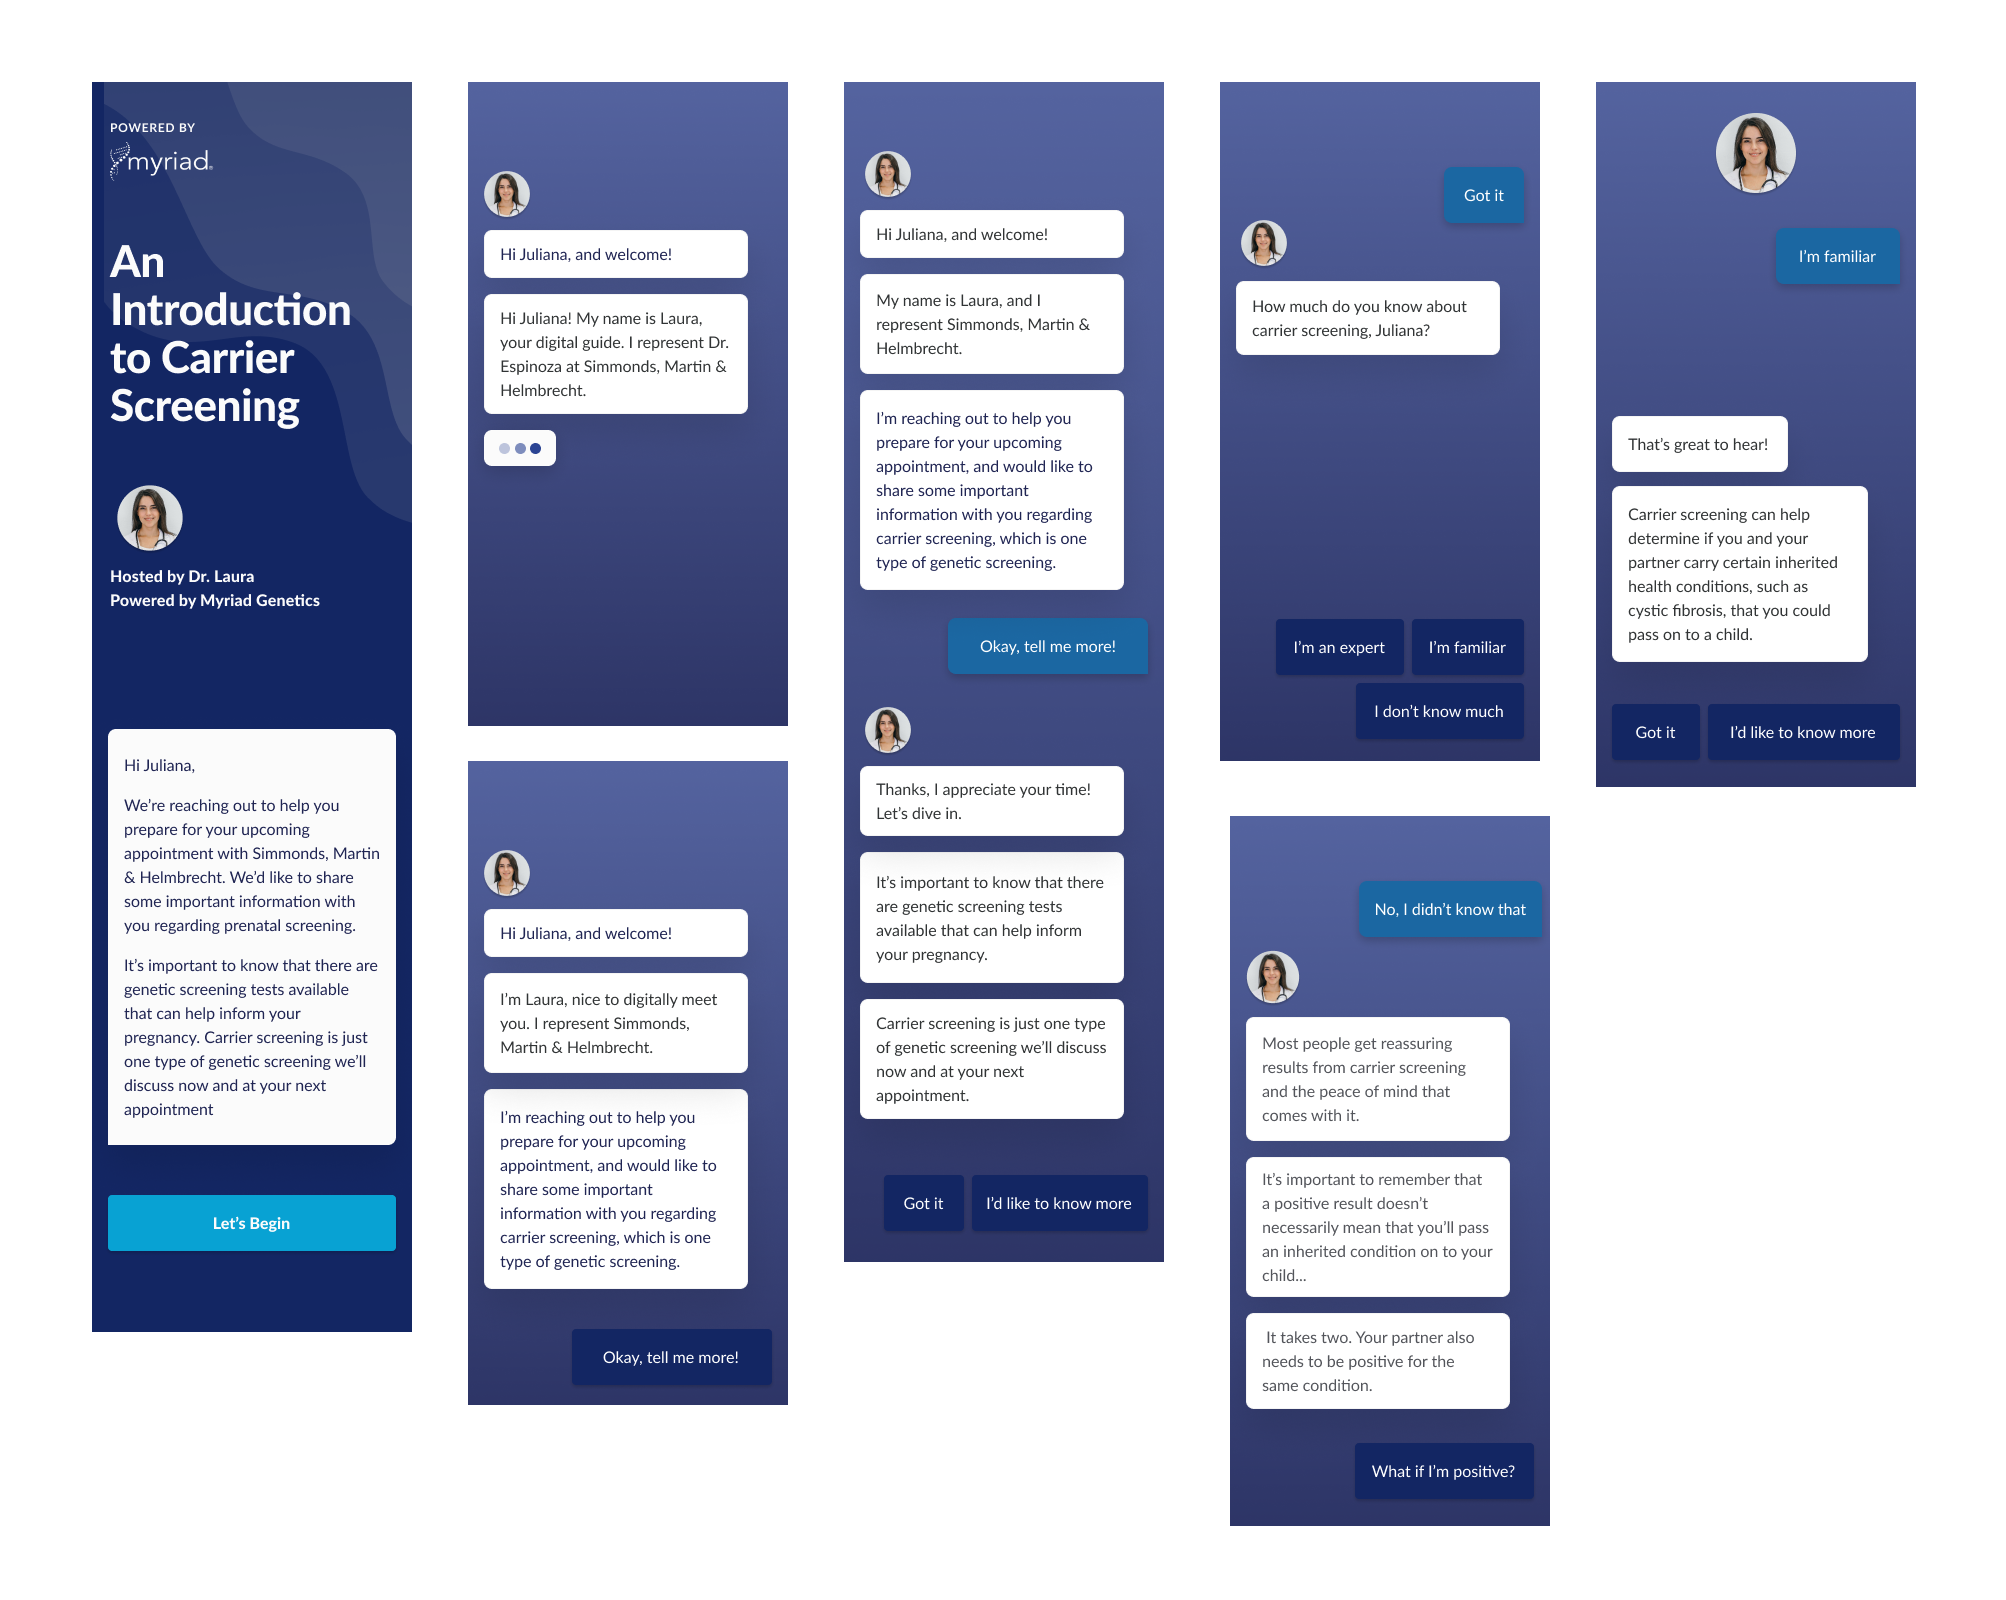 POWERED BY
myriad®
An
Introduction
to Carrier
Screening
Hosted by Dr. Laura
Powered by Myriad Genetics
Hi Juliana,
We’re reaching out to help you
prepare for your upcoming
appointment with Simmonds, Martin
& Helmbrecht. We’d like to share
some important information with
you regarding prenatal screening.
It’s important to know that there are
genetic screening tests available
that can help inform your
pregnancy. Carrier screening is just
one type of genetic screening we’ll
discuss now and at your next
appointment
Let’s Begin
Hi Juliana, and welcome!
Hi Juliana! My name is Laura,
your digital guide. I represent Dr.
Espinoza at Simmonds, Martin &
Helmbrecht.
Hi Juliana, and welcome!
I’m Laura, nice to digitally meet
you. I represent Simmonds,
Martin & Helmbrecht.
I’m reaching out to help you
prepare for your upcoming
appointment, and would like to
share some important
information with you regarding
carrier screening, which is one
type of genetic screening.
Okay, tell me more!
Hi Juliana, and welcome!
My name is Laura, and I
represent Simmonds, Martin &
Helmbrecht.
I’m reaching out to help you
prepare for your upcoming
appointment, and would like to
share some important
information with you regarding
carrier screening, which is one
type of genetic screening.
Okay, tell me more!
Thanks, I appreciate your time!
Let’s dive in.
It’s important to know that there
are genetic screening tests
available that can help inform
your pregnancy.
Carrier screening is just one type
of genetic screening we’ll discuss
now and at your next
appointment.
Got it
I’d like to know more
Got it
How much do you know about
carrier screening, Juliana?
I’m an expert
I’m familiar
I don’t know much
No, I didn’t know that
Most people get reassuring
results from carrier screening
and the peace of mind that
comes with it.
It’s important to remember that
a positive result doesn’t
necessarily mean that you’ll pass
an inherited condition on to your
child...
It takes two. Your partner also
needs to be positive for the
same condition.
What if I’m positive?
I’m familiar
That’s great to hear!
Carrier screening can help
determine if you and your
partner carry certain inherited
health conditions, such as
cystic fibrosis, that you could
pass on to a child.
Got it
I’d like to know more